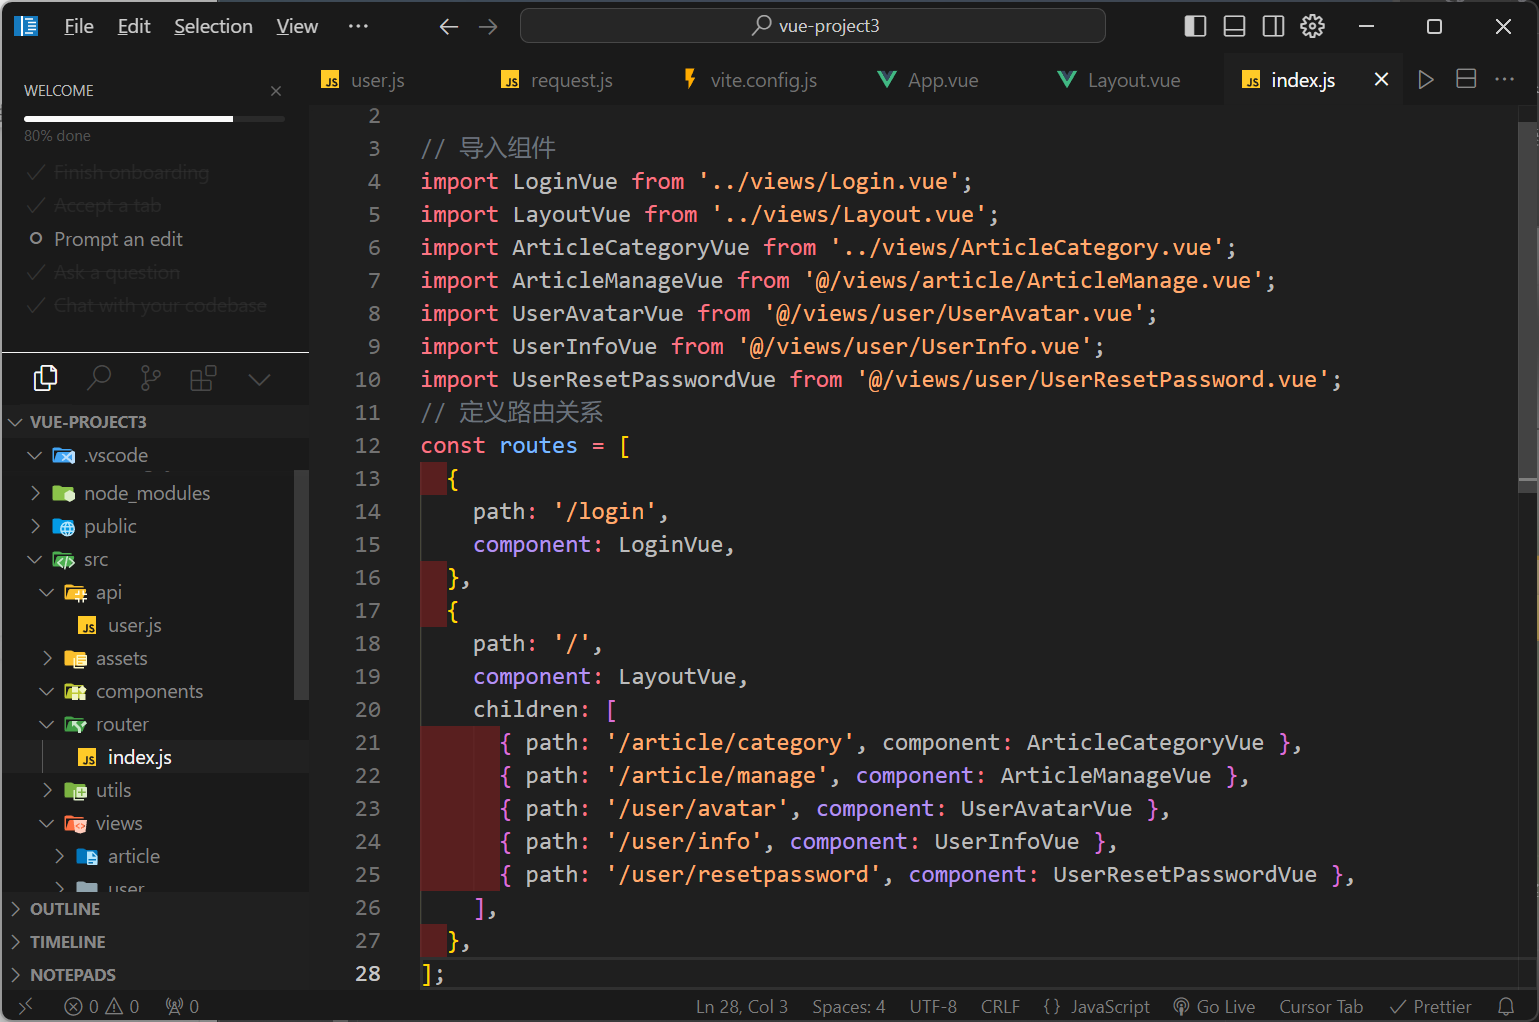 File Edit Selection View ··· vue-project3
WELCOME
80% done
Finish onboarding
Accept a tab
Prompt an edit
Ask a question
Chat with your codebase
VUE-PROJECT3
.vscode
node_modules
public
src
api
user.js
assets
components
router
index.js
utils
views
article
user
OUTLINE
TIMELINE
NOTEPADS
user.js request.js vite.config.js App.vue Layout.vue index.js
2
3 // 导入组件
4 import LoginVue from '../views/Login.vue';
5 import LayoutVue from '../views/Layout.vue';
6 import ArticleCategoryVue from '../views/ArticleCategory.vue';
7 import ArticleManageVue from '@/views/article/ArticleManage.vue';
8 import UserAvatarVue from '@/views/user/UserAvatar.vue';
9 import UserInfoVue from '@/views/user/UserInfo.vue';
10 import UserResetPasswordVue from '@/views/user/UserResetPassword.vue';
11 // 定义路由关系
12 const routes = [
13 {
14 path: '/login',
15 component: LoginVue,
16 },
17 {
18 path: '/',
19 component: LayoutVue,
20 children: [
21 { path: '/article/category', component: ArticleCategoryVue },
22 { path: '/article/manage', component: ArticleManageVue },
23 { path: '/user/avatar', component: UserAvatarVue },
24 { path: '/user/info', component: UserInfoVue },
25 { path: '/user/resetpassword', component: UserResetPasswordVue },
26 ],
27 },
28 ];
0 0 0 Ln 28, Col 3 Spaces: 4 UTF-8 CRLF {} JavaScript Go Live Cursor Tab Prettier